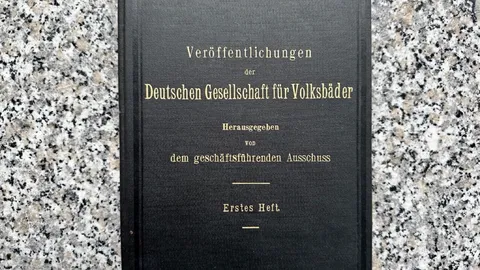 Veröffentlichungen
der
Deutschen Gesellschaft für Volksbäder
Herausgegeben
von
dem geschäftsführenden Ausschuss
Erstes Heft.